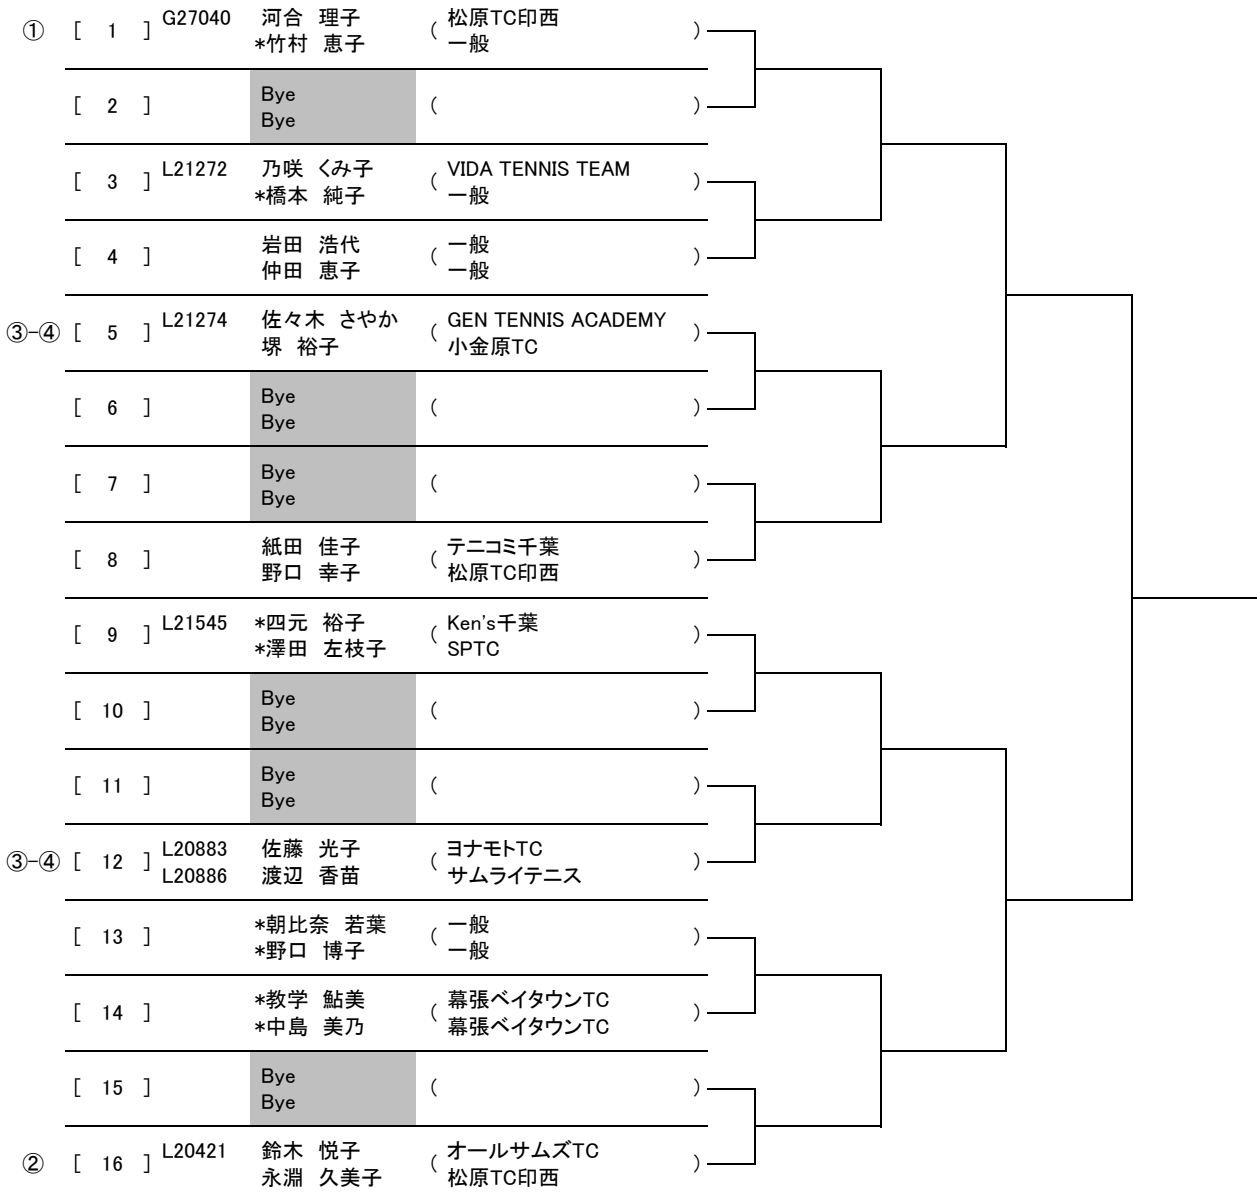 ① [ 1 ] G27040 河合 理子 ( 松原TC印西 )
*竹村 恵子 一般
[ 2 ] Bye ( )
Bye
[ 3 ] L21272 乃咲 くみ子 ( VIDA TENNIS TEAM )
*橋本 純子 一般
[ 4 ] 岩田 浩代 ( 一般 )
仲田 恵子 一般
③-④ [ 5 ] L21274 佐々木 さやか ( GEN TENNIS ACADEMY )
堺 裕子 小金原TC
[ 6 ] Bye ( )
Bye
[ 7 ] Bye ( )
Bye
[ 8 ] 紙田 佳子 ( テニコミ千葉 )
野口 幸子 松原TC印西
[ 9 ] L21545 *四元 裕子 ( Ken's千葉 )
*澤田 左枝子 SPTC
[ 10 ] Bye ( )
Bye
[ 11 ] Bye ( )
Bye
③-④ [ 12 ] L20883 佐藤 光子 ( ヨナモトTC )
L20886 渡辺 香苗 サムライテニス
[ 13 ] *朝比奈 若葉 ( 一般 )
*野口 博子 一般
[ 14 ] *教学 鮎美 ( 幕張ベイタウンTC )
*中島 美乃 幕張ベイタウンTC
[ 15 ] Bye ( )
Bye
② [ 16 ] L20421 鈴木 悦子 ( オールサムズTC )
永淵 久美子 松原TC印西